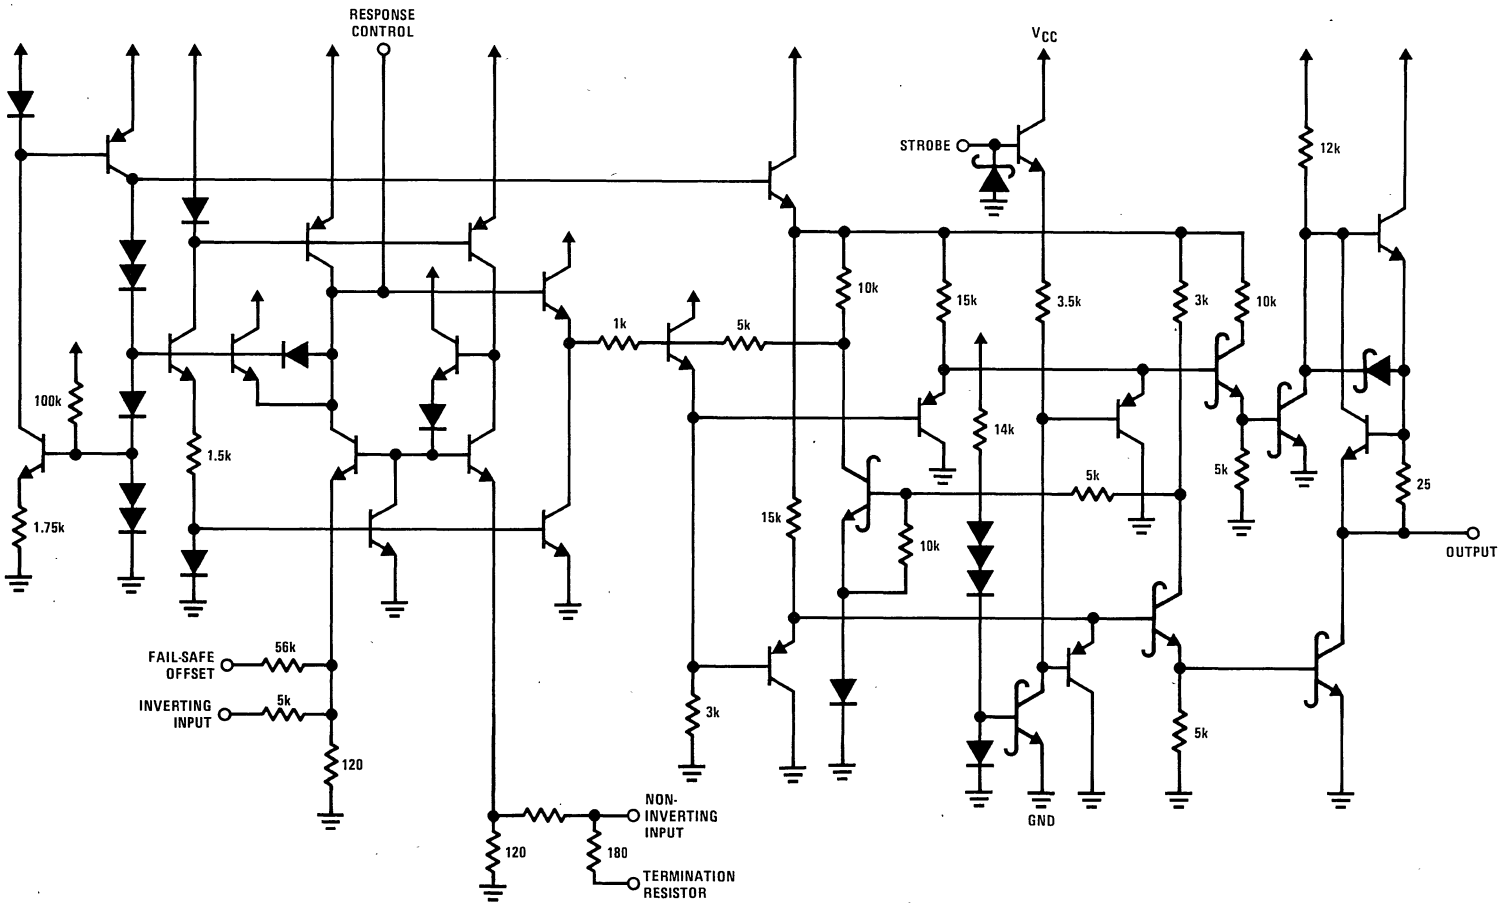 RESPONSE
CONTROL
VCC
STROBE
12k
10k
15k
3.5k
3k
10k
1k
5k
100k
14k
1.5k
5k
5k
25
1.75k
15k
10k
OUTPUT
56k
FAIL-SAFE
OFFSET
5k
INVERTING
INPUT
3k
5k
120
NON-
INVERTING
INPUT
GND
120
180
TERMINATION
RESISTOR